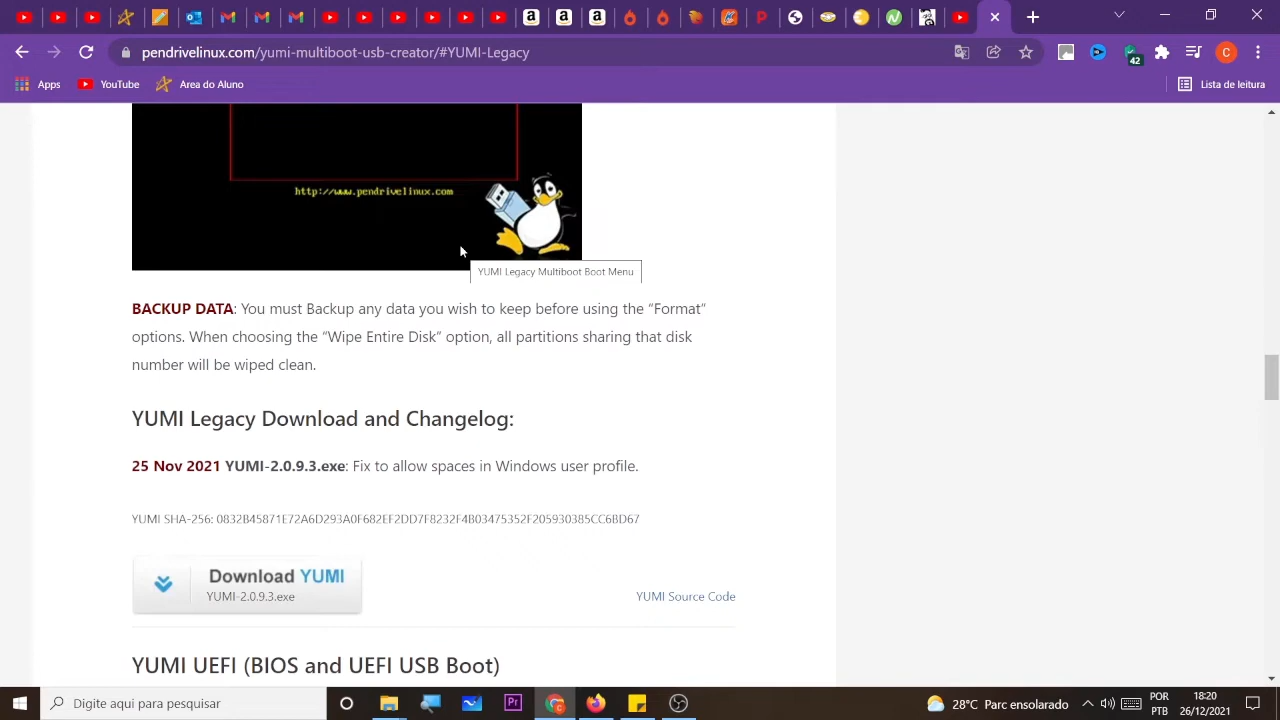 pendrivelinux.com/yumi-multiboot-usb-creator/#YUMI-Legacy
42
C
Apps
YouTube
Area do Aluno
Lista de leitura
http://www.pendrivelinux.com
YUMI Legacy Multiboot Boot Menu
BACKUP DATA: You must Backup any data you wish to keep before using the “Format”
options. When choosing the “Wipe Entire Disk” option, all partitions sharing that disk
number will be wiped clean.
YUMI Legacy Download and Changelog:
25 Nov 2021 YUMI-2.0.9.3.exe: Fix to allow spaces in Windows user profile.
YUMI SHA-256: 0832B45871E72A6D293A0F682EF2DD7F8232F4B03475352F205930385CC6BD67
Download YUMI
YUMI-2.0.9.3.exe
YUMI Source Code
YUMI UEFI (BIOS and UEFI USB Boot)
Digite aqui para pesquisar
Pr
28°C Parc ensolarado
POR
PTB
18:20
26/12/2021